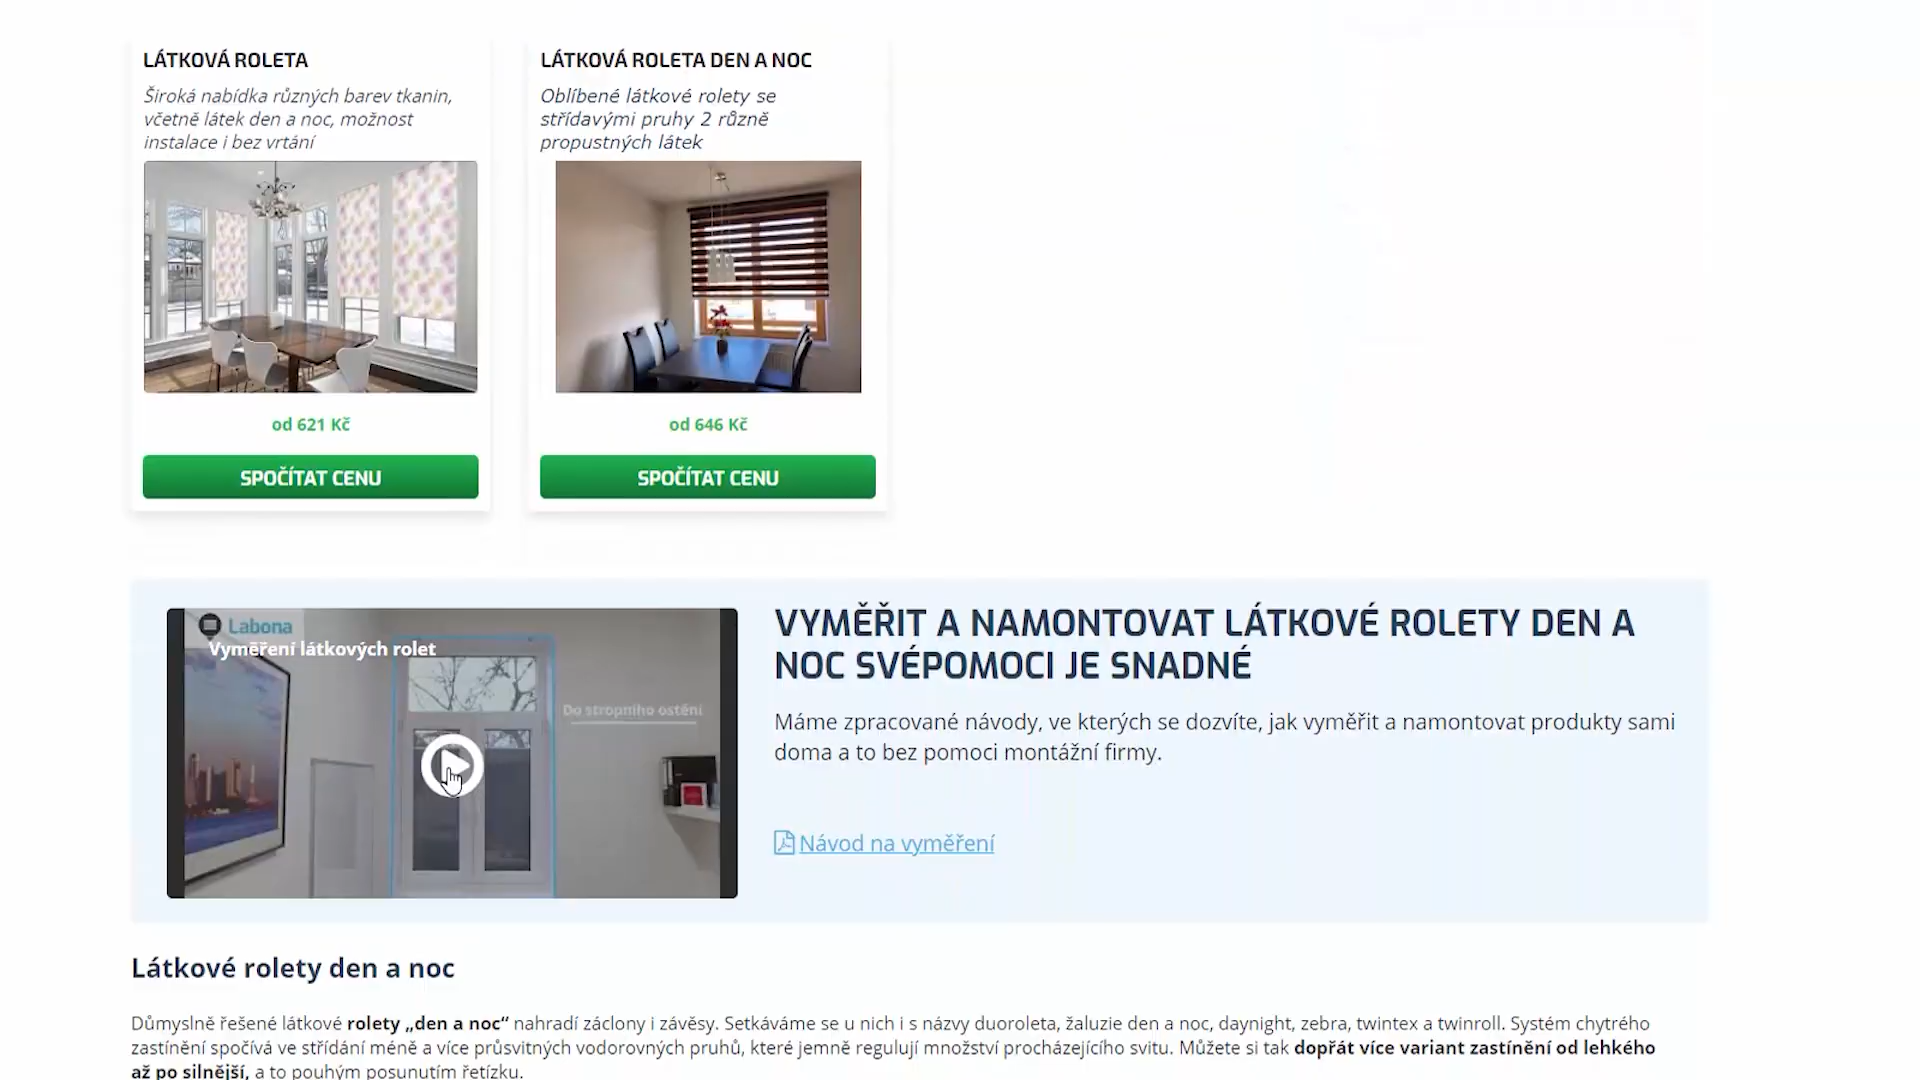 LÁTKOVÁ ROLETA
Široká nabídka různých barev tkanin,
včetně látek den a noc, možnost
instalace i bez vrtání
od 621 Kč
SPOČÍTAT CENU
LÁTKOVÁ ROLETA DEN A NOC
Oblíbené látkové rolety se
střídavými pruhy 2 různě
propustných látek
od 646 Kč
SPOČÍTAT CENU
Labona
Vyměření látkových rolet
Do stropního ostění
VYMĚŘIT A NAMONTOVAT LÁTKOVÉ ROLETY DEN A
NOC SVÉPOMOCI JE SNADNÉ
Máme zpracované návody, ve kterých se dozvíte, jak vyměřit a namontovat produkty sami
doma a to bez pomoci montážní firmy.
Návod na vyměření
Látkové rolety den a noc
Důmyslně řešené látkové rolety „den a noc“ nahradí záclony i závěsy. Setkáváme se u nich i s názvy duoroleta, žaluzie den a noc, daynight, zebra, twintex a twinroll. Systém chytrého
zastínění spočívá ve střídání méně a více průsvitných vodorovných pruhů, které jemně regulují množství procházejícího svitu. Můžete si tak dopřát více variant zastínění od lehkého
až po silnější, a to pouhým posunutím řetízku.